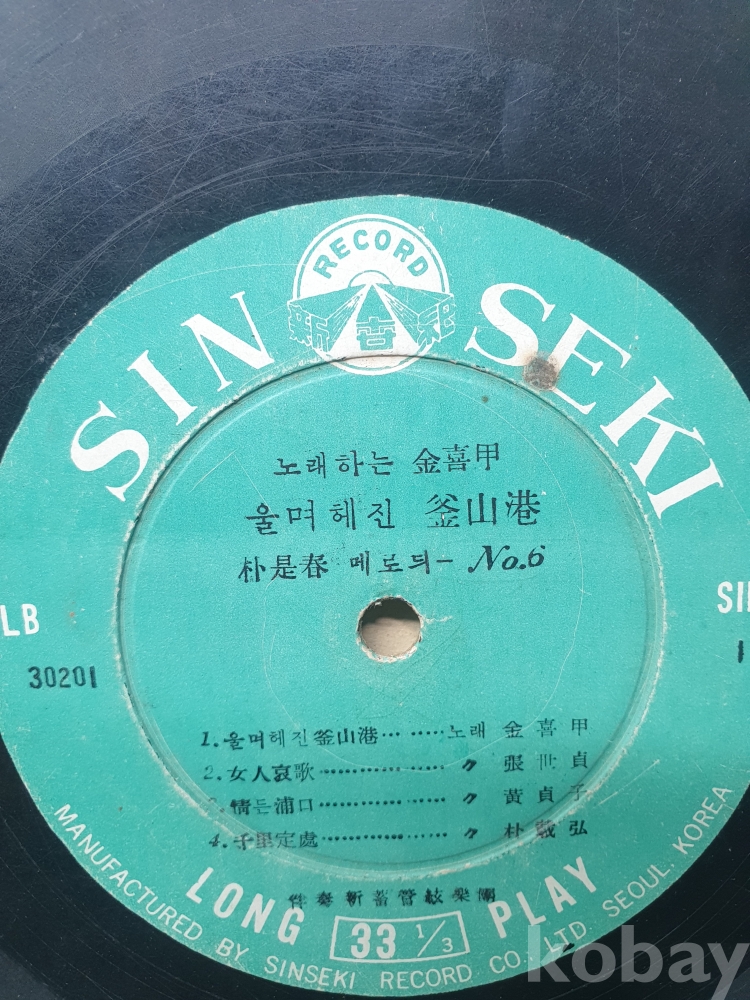 RECORD
新世紀
SIN SEKI
노래하는 金喜甲
울며헤진 釜山港
朴是春 메로듸- No.6
LB
30201
1. 울며헤진釜山港‥‥‥노래 金喜甲
2. 女人哀歌‥‥‥‥‥‥〃 張世貞
3. 情든浦口‥‥‥‥‥‥〃 黃貞子
4. 千里定處‥‥‥‥‥‥〃 朴載弘
伴奏新世紀管絃樂團
LONG 33 1/3 PLAY
MANUFACTURED BY SINSEKI RECORD CO., LTD. SEOUL. KOREA
kobay